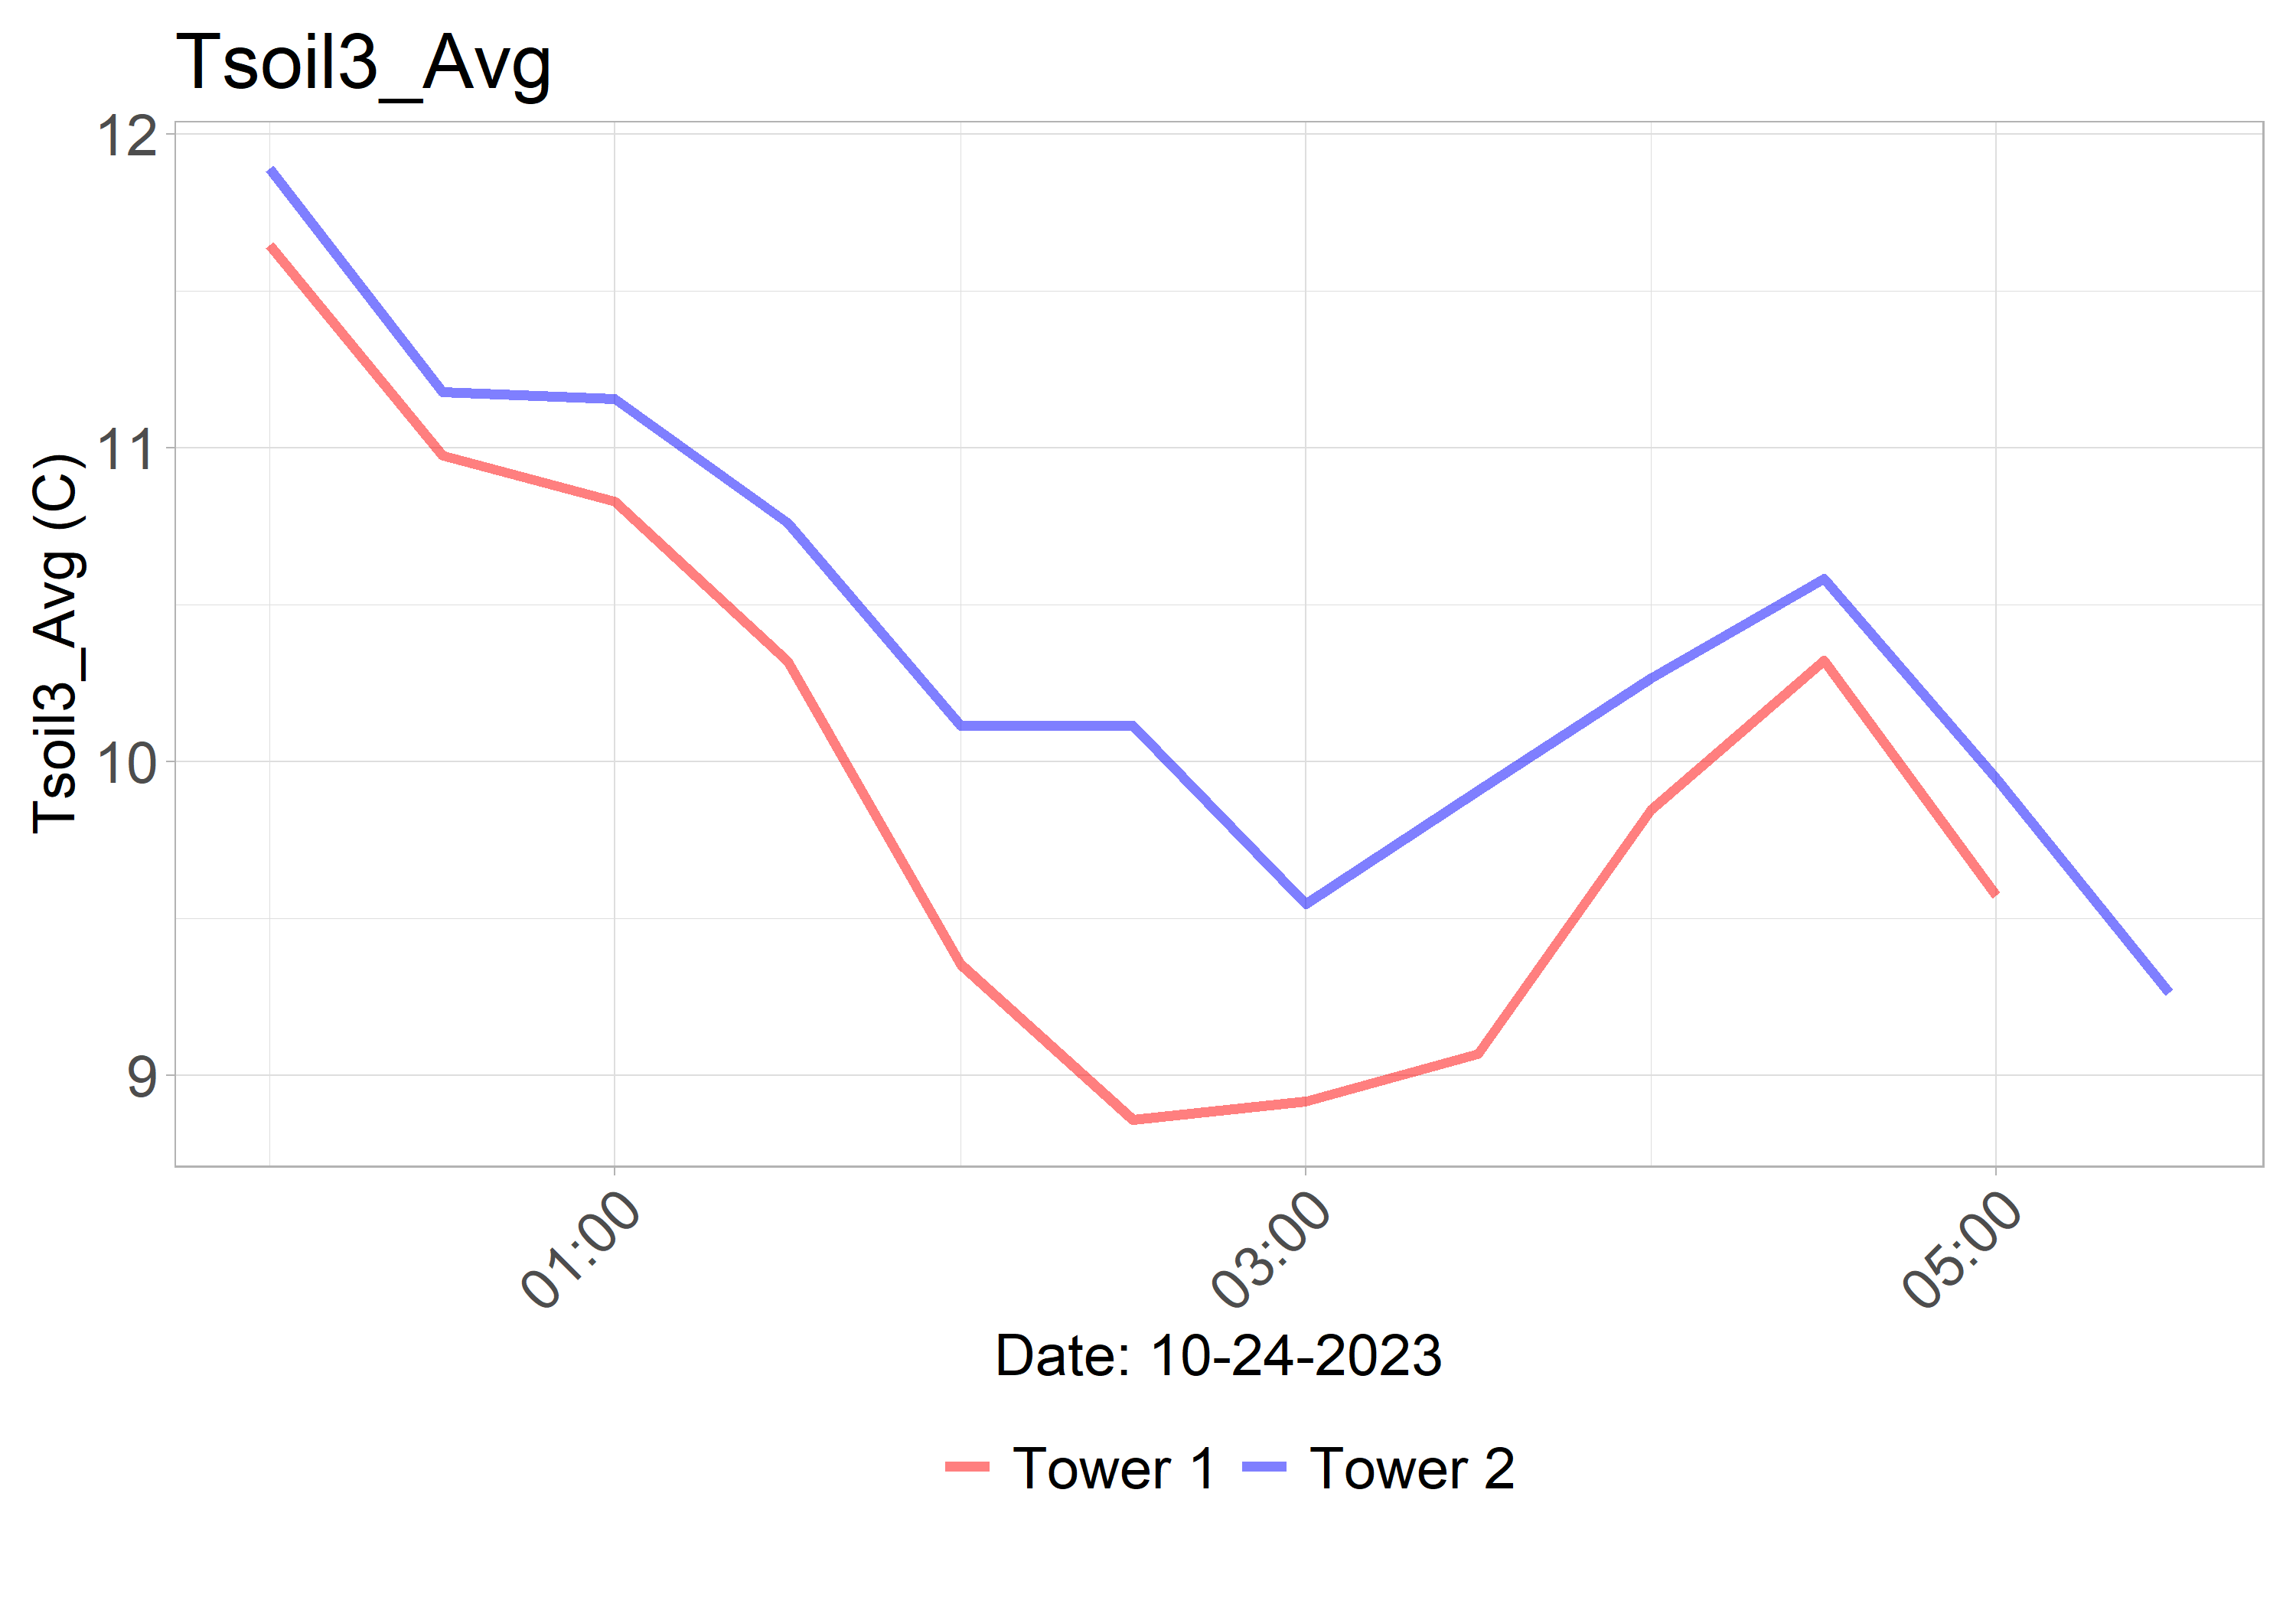 Tsoil3_Avg
Tsoil3_Avg (C)
12
11
10
9
01:00
03:00
05:00
Date: 10-24-2023
Tower 1
Tower 2